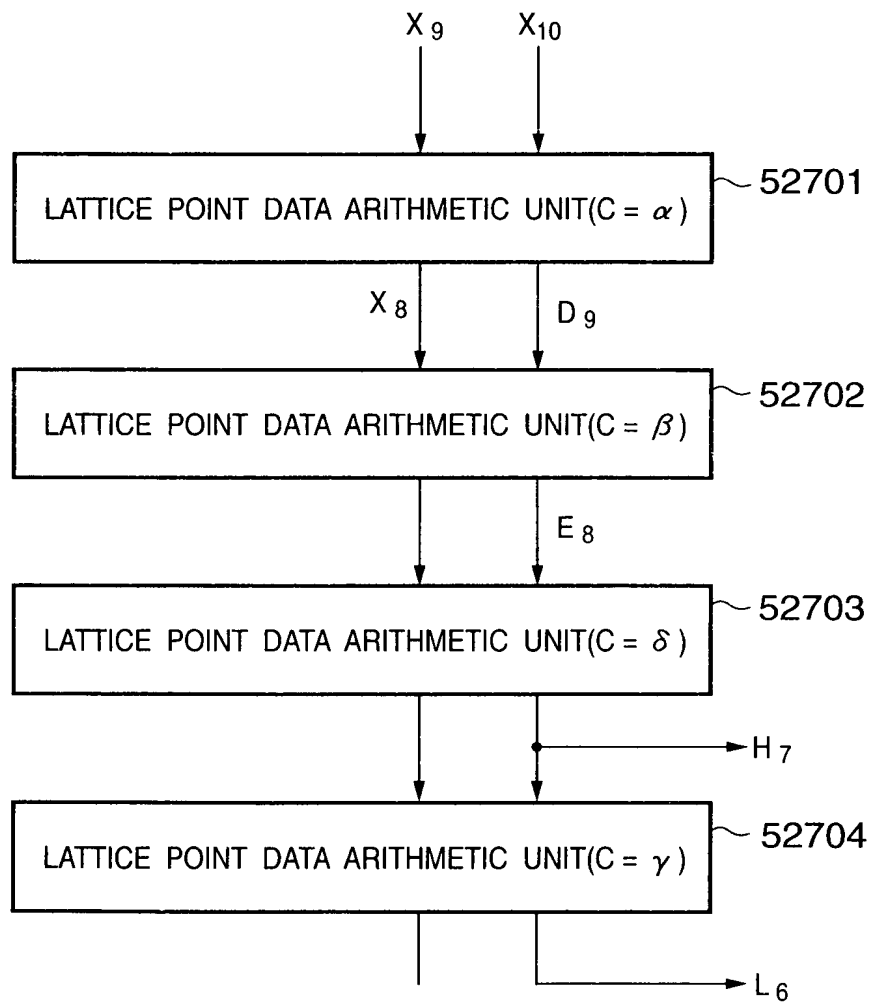 X9 X10
LATTICE POINT DATA ARITHMETIC UNIT(C = α) 52701
X8 D9
LATTICE POINT DATA ARITHMETIC UNIT(C = β) 52702
E8
LATTICE POINT DATA ARITHMETIC UNIT(C = δ) 52703
H7
LATTICE POINT DATA ARITHMETIC UNIT(C = γ) 52704
L6